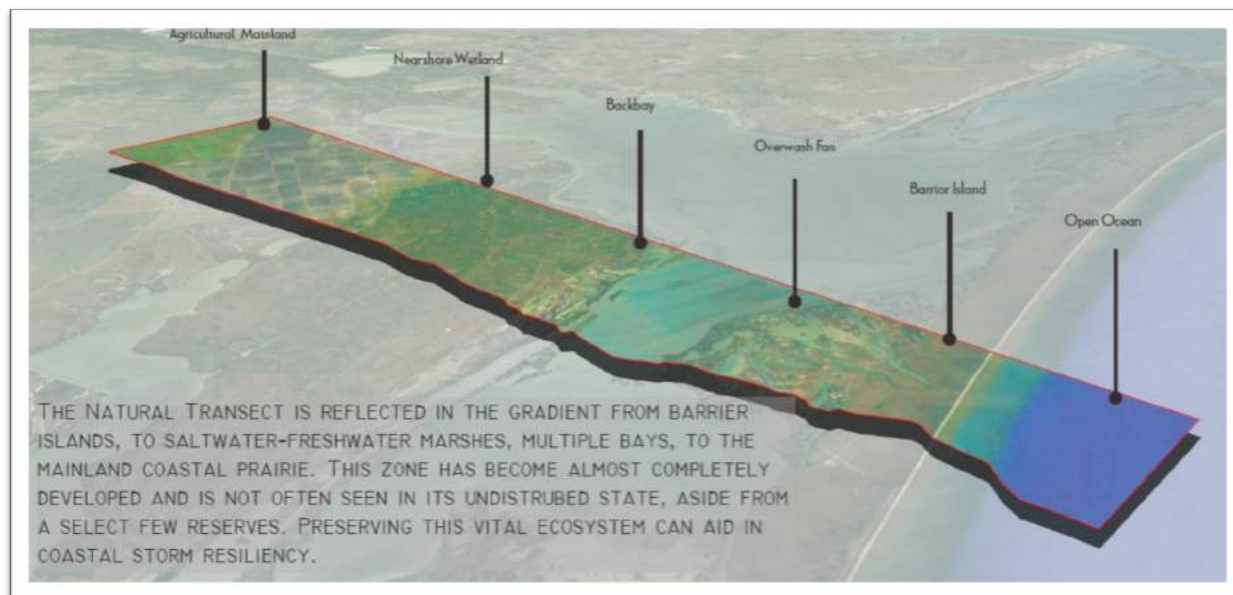 Agricultural Mainland
Nearshore Wetland
Backbay
Overwash Fan
Barrior Island
Open Ocean
THE NATURAL TRANSECT IS REFLECTED IN THE GRADIENT FROM BARRIER
ISLANDS, TO SALTWATER-FRESHWATER MARSHES, MULTIPLE BAYS, TO THE
MAINLAND COASTAL PRAIRIE. THIS ZONE HAS BECOME ALMOST COMPLETELY
DEVELOPED AND IS NOT OFTEN SEEN IN ITS UNDISTRUBED STATE, ASIDE FROM
A SELECT FEW RESERVES. PRESERVING THIS VITAL ECOSYSTEM CAN AID IN
COASTAL STORM RESILIENCY.